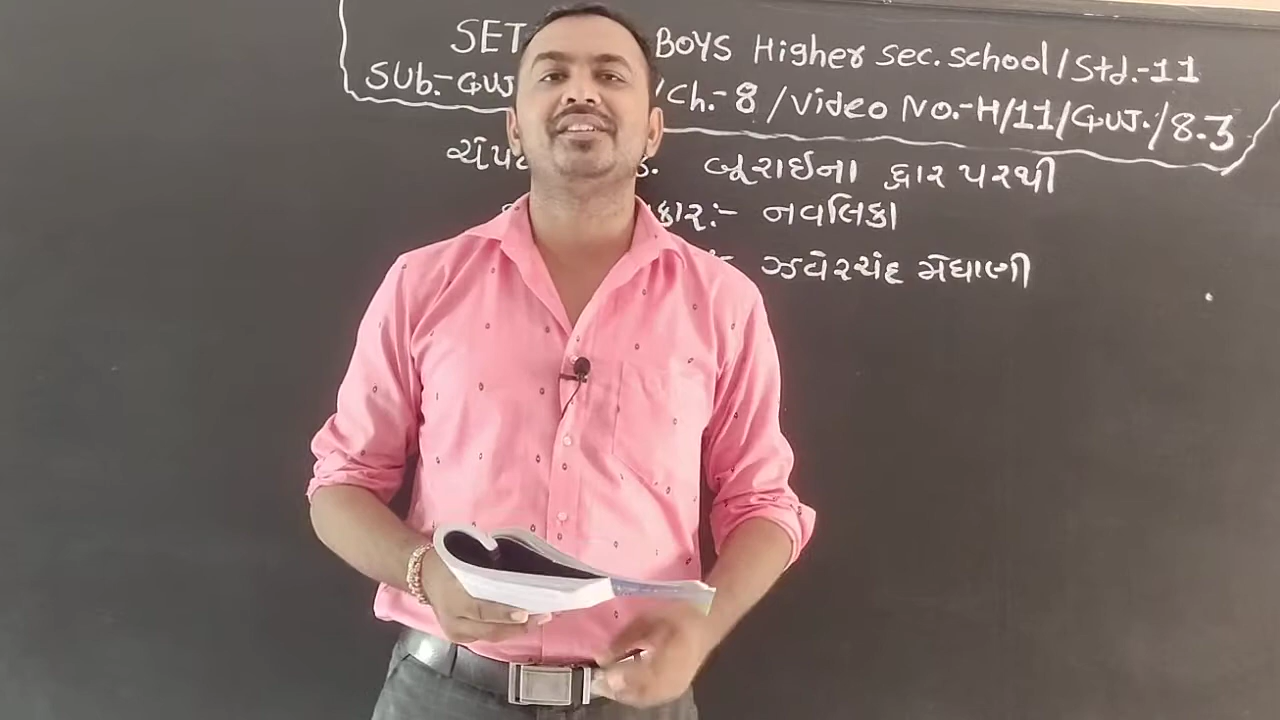 SET BOYS Higher Sec. School / Std.-11
SUb.- GUJ /Ch.- 8 / Video No.-H/11/GUJ./8.3
બૂરાઈના દ્વાર પરથી
કાર:- નવલિકા
ઝવેરચંદ મેઘાણી